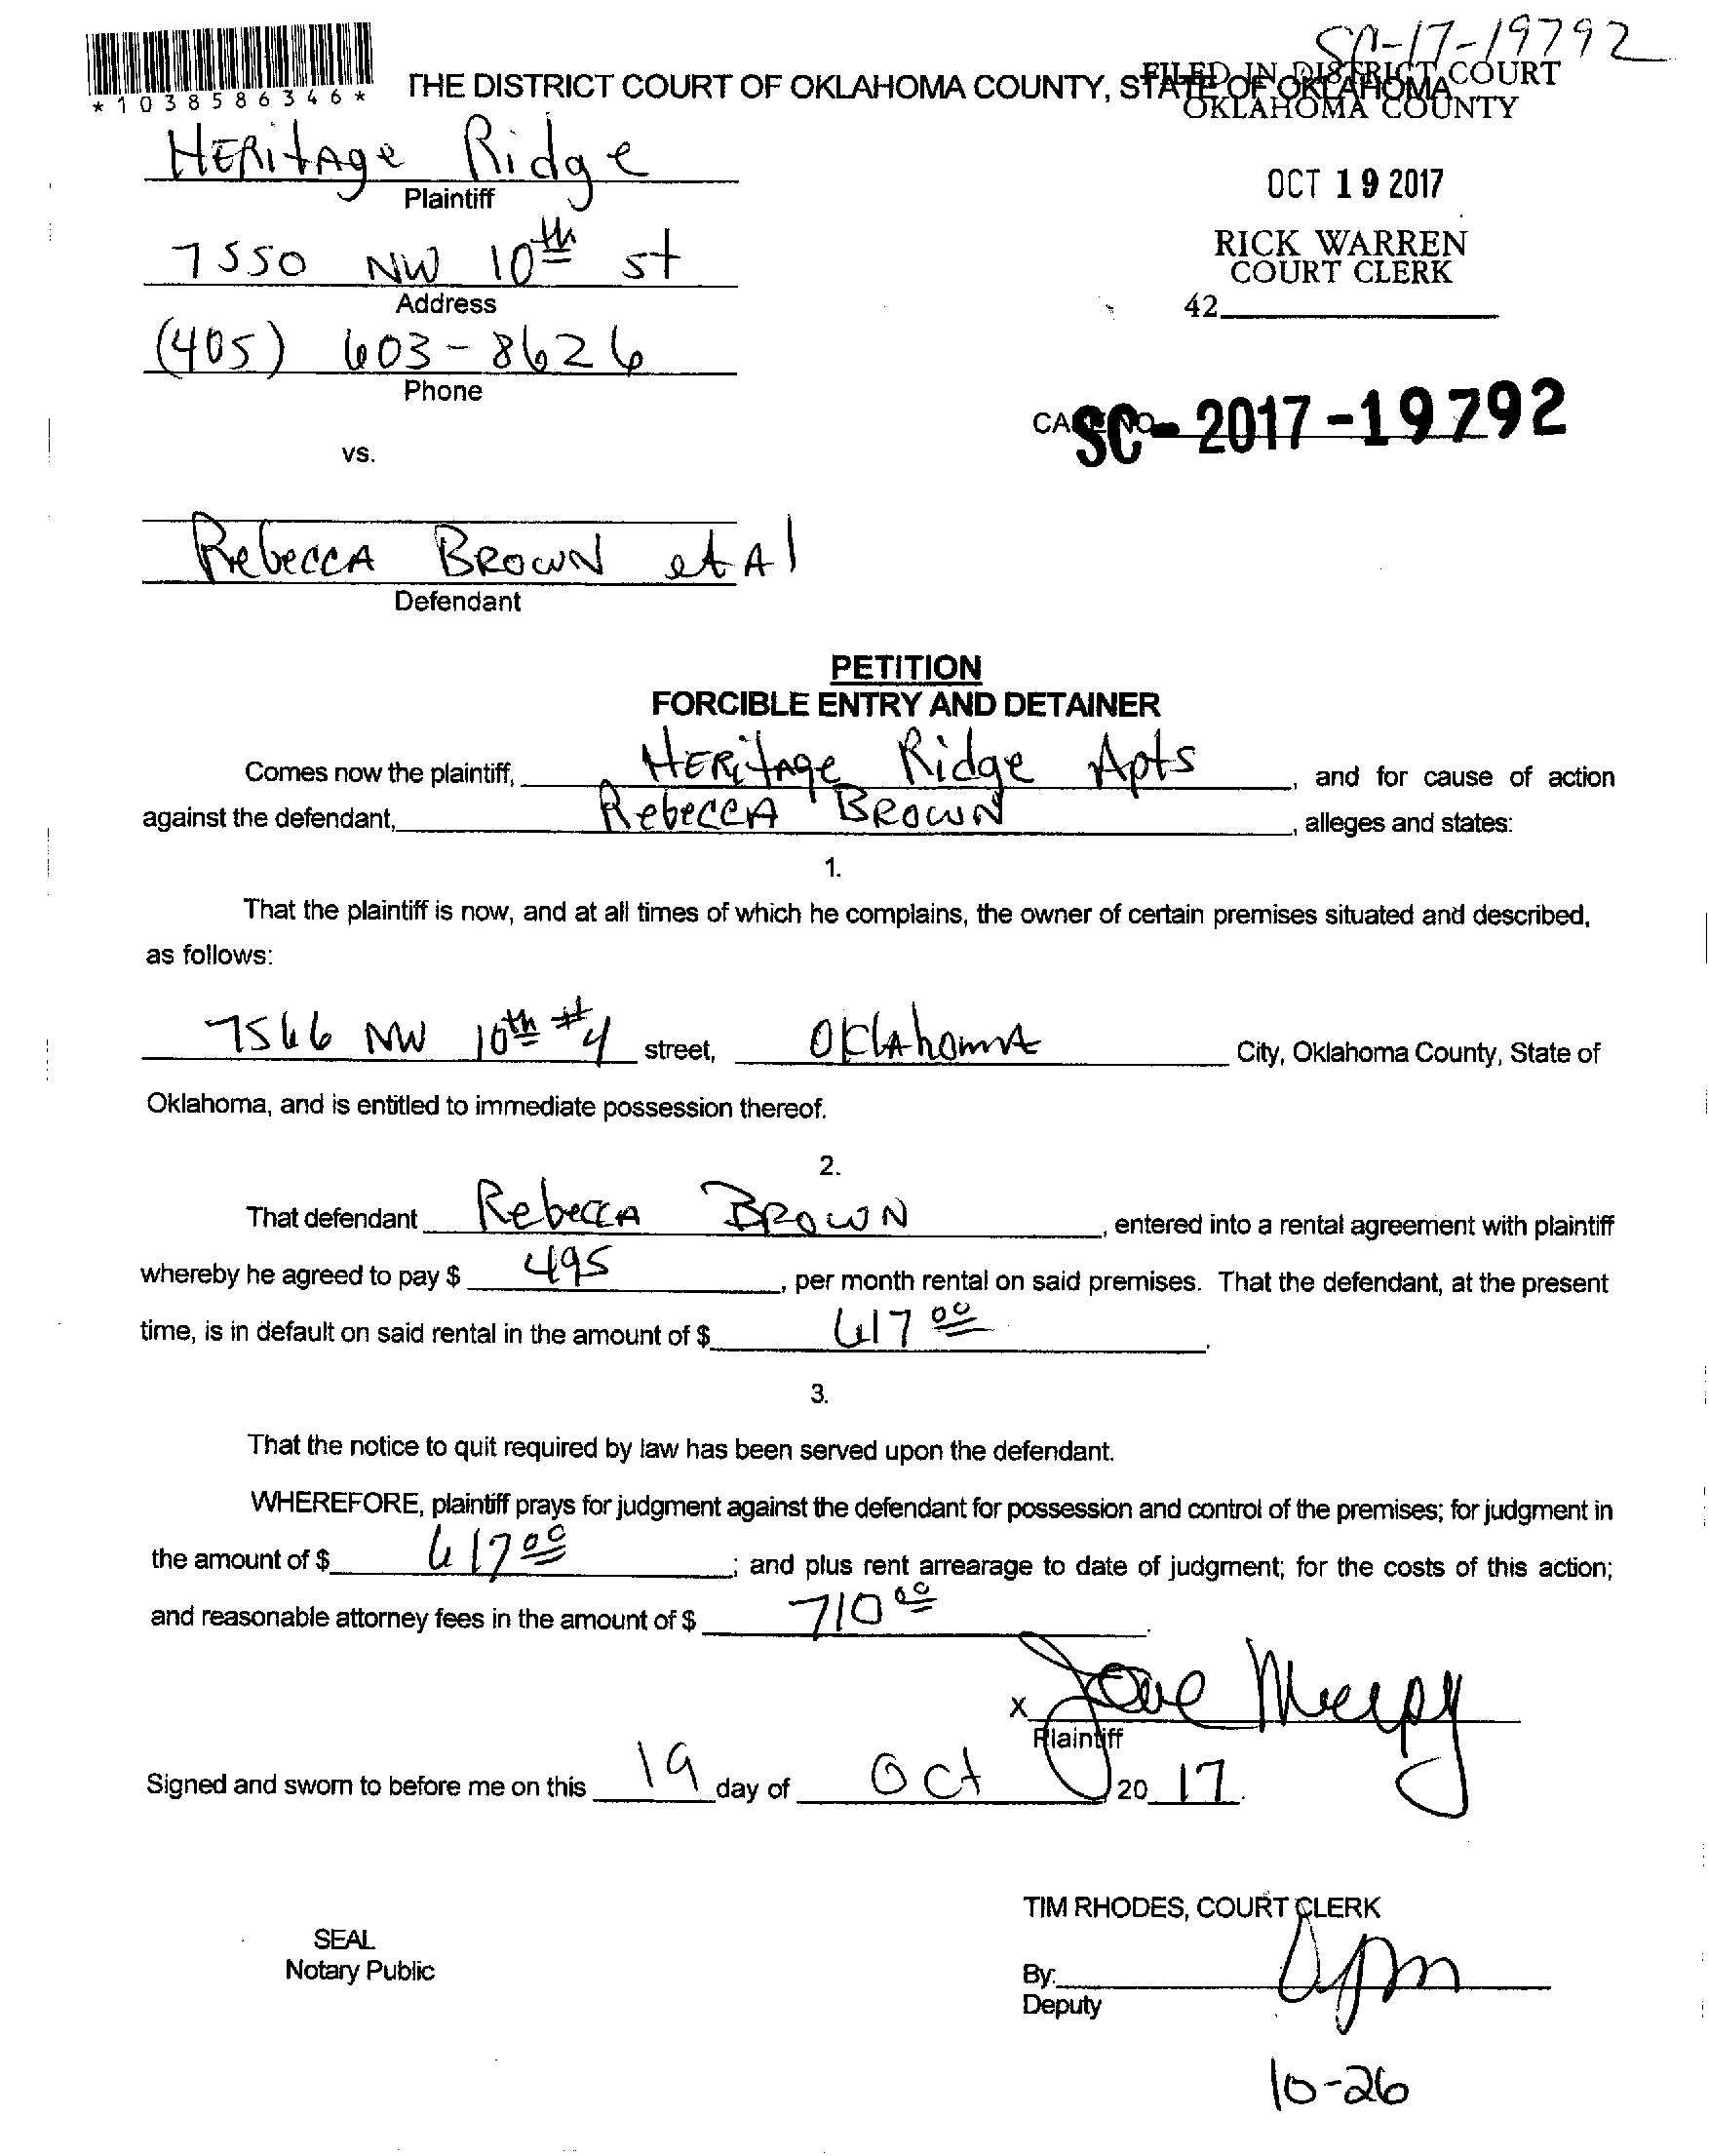 SC-17-19792
*1038586346*
THE DISTRICT COURT OF OKLAHOMA COUNTY, STATE OF OKLAHOMA
FILED IN DISTRICT COURT
OKLAHOMA COUNTY
Heritage Ridge
Plaintiff
OCT 19 2017
7550 NW 10th st
Address
RICK WARREN
COURT CLERK
42
(405) 603-8626
Phone
SC-2017-19792
vs.
Rebecca Brown et Al
Defendant
PETITION
FORCIBLE ENTRY AND DETAINER
Comes now the plaintiff, Heritage Ridge Apts, and for cause of action
against the defendant, Rebecca Brown, alleges and states:
1.
That the plaintiff is now, and at all times of which he complains, the owner of certain premises situated and described,
as follows:
7566 NW 10th #4 street, Oklahoma City, Oklahoma County, State of
Oklahoma, and is entitled to immediate possession thereof.
2.
That defendant Rebecca Brown, entered into a rental agreement with plaintiff
whereby he agreed to pay $ 495, per month rental on said premises. That the defendant, at the present
time, is in default on said rental in the amount of $ 617 00.
3.
That the notice to quit required by law has been served upon the defendant.
WHEREFORE, plaintiff prays for judgment against the defendant for possession and control of the premises; for judgment in
the amount of $ 617 00; and plus rent arrearage to date of judgment; for the costs of this action;
and reasonable attorney fees in the amount of $ 710 00.
X
Plaintiff
Signed and sworn to before me on this 19 day of Oct 20 17.
TIM RHODES, COURT CLERK
SEAL
Notary Public
By:
Deputy
10-26